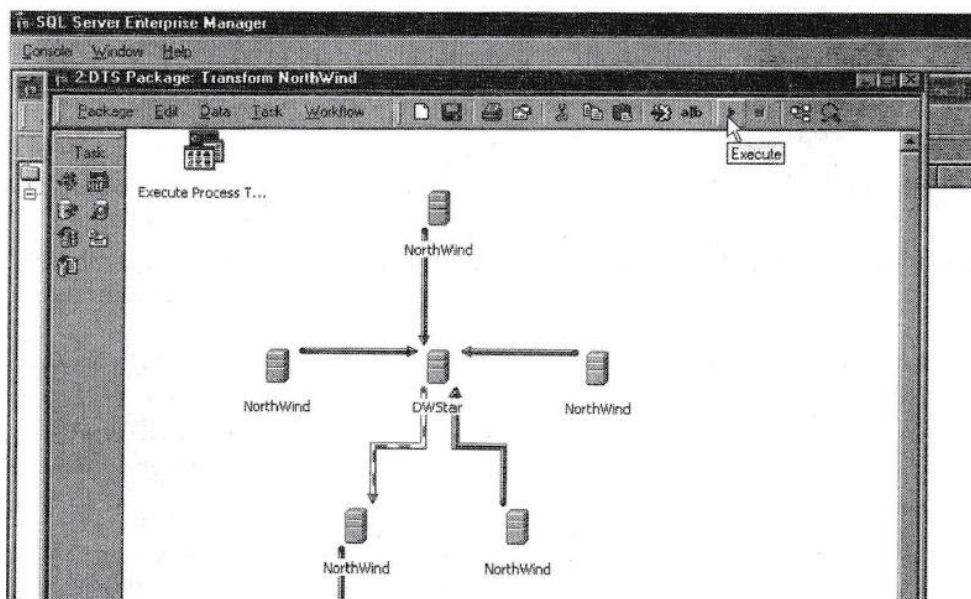 SQL Server Enterprise Manager
Console Window Help
2:DTS Package: Transform NorthWind
Package Edit Data Task Workflow
Execute
Task
Execute Process T...
NorthWind
NorthWind
DWStar
NorthWind
NorthWind
NorthWind